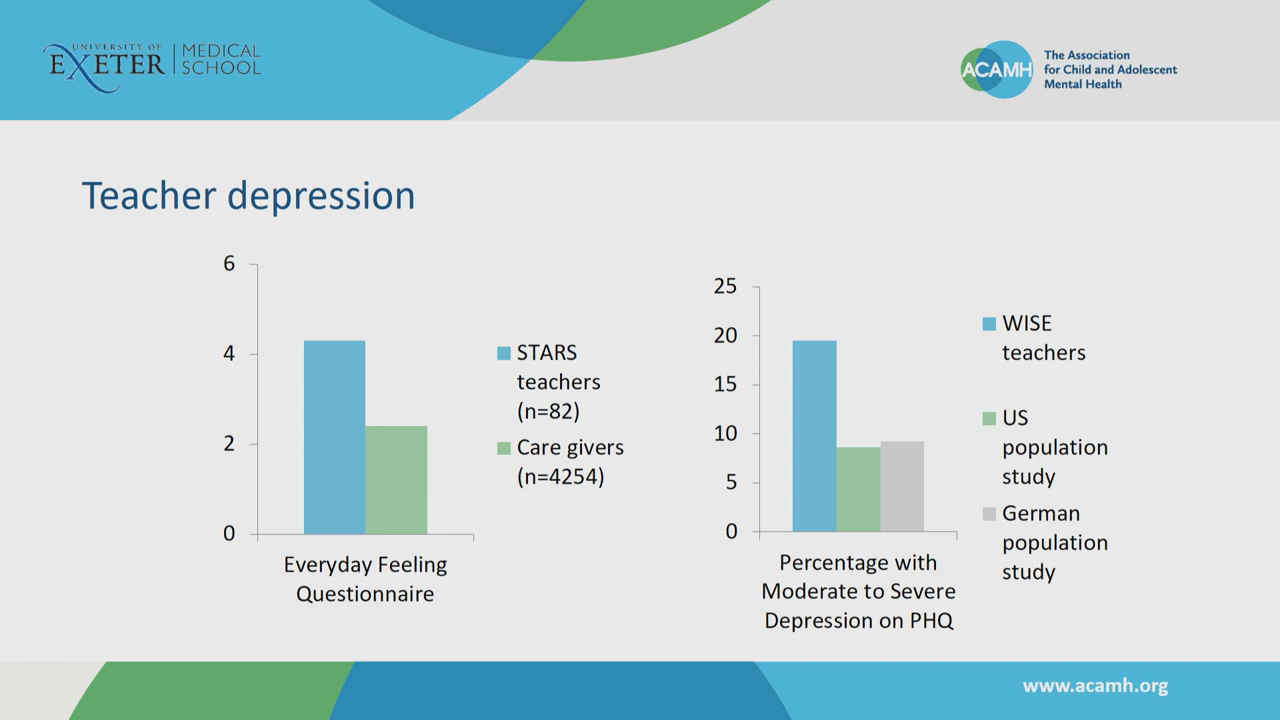 UNIVERSITY OF
EXETER
MEDICAL
SCHOOL
ACAMH
The Association
for Child and Adolescent
Mental Health
Teacher depression
6
4
2
0
Everyday Feeling
Questionnaire
STARS
teachers
(n=82)
Care givers
(n=4254)
25
20
15
10
5
0
Percentage with
Moderate to Severe
Depression on PHQ
WISE
teachers
US
population
study
German
population
study
www.acamh.org